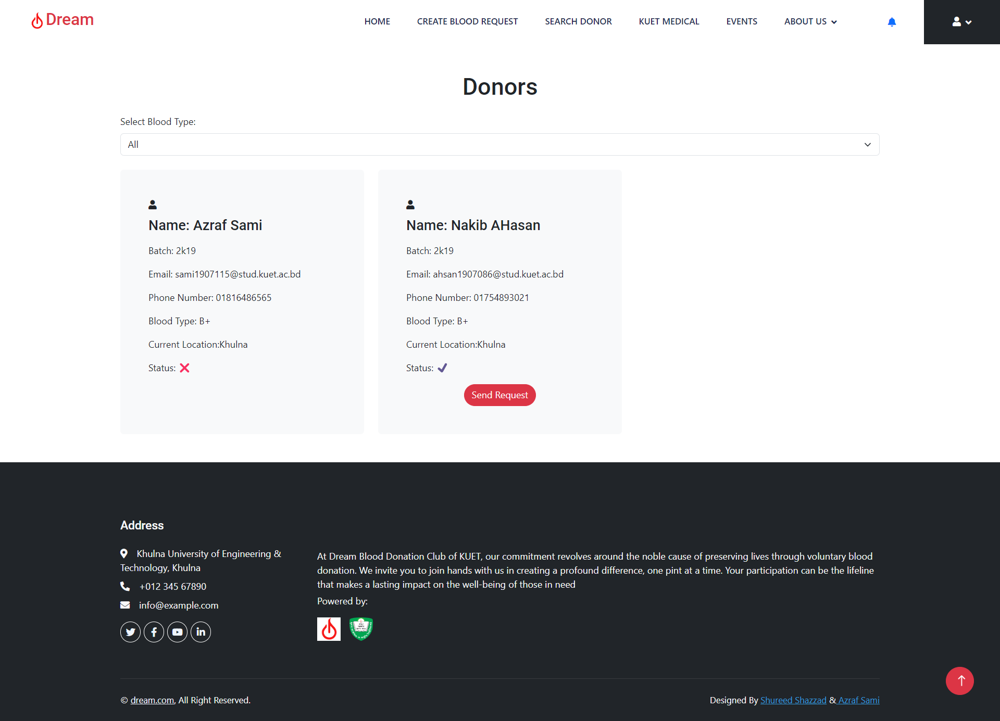 Dream
HOME
CREATE BLOOD REQUEST
SEARCH DONOR
KUET MEDICAL
EVENTS
ABOUT US
Donors
Select Blood Type:
All
Name: Azraf Sami
Batch: 2k19
Email: sami1907115@stud.kuet.ac.bd
Phone Number: 01816486565
Blood Type: B+
Current Location:Khulna
Status: ❌
Name: Nakib AHasan
Batch: 2k19
Email: ahsan1907086@stud.kuet.ac.bd
Phone Number: 01754893021
Blood Type: B+
Current Location:Khulna
Status: ✔
Send Request
Address
Khulna University of Engineering &
Technology, Khulna
+012 345 67890
info@example.com
At Dream Blood Donation Club of KUET, our commitment revolves around the noble cause of preserving lives through voluntary blood
donation. We invite you to join hands with us in creating a profound difference, one pint at a time. Your participation can be the lifeline
that makes a lasting impact on the well-being of those in need
Powered by:
© dream.com, All Right Reserved.
Designed By Shureed Shazzad & Azraf Sami